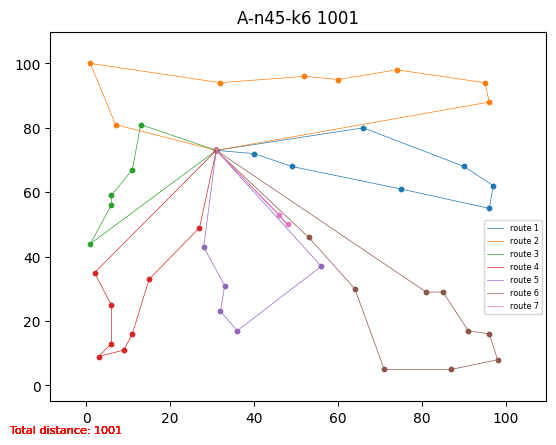 A-n45-k6 1001
100
80
60
40
20
0
route 1
route 2
route 3
route 4
route 5
route 6
route 7
0 20 40 60 80 100
Total distance: 1001